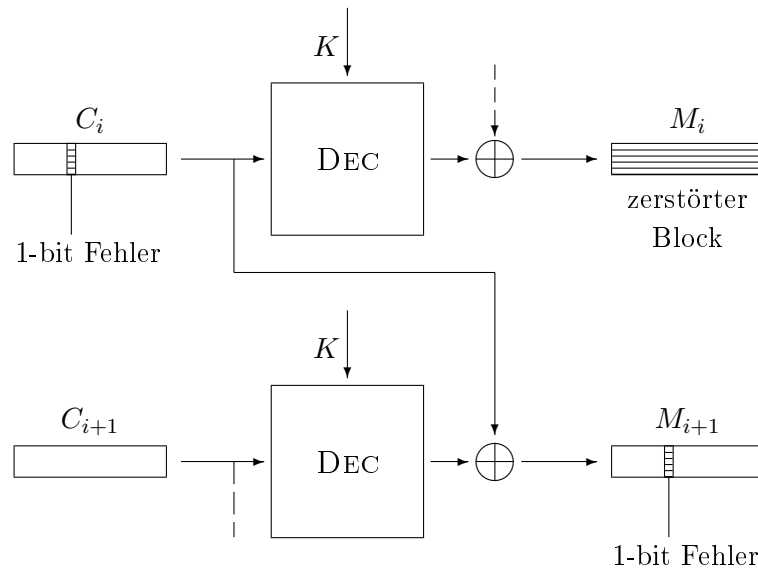 K
C_i
DEC
M_i
zerstörter
Block
1-bit Fehler
K
C_{i+1}
DEC
M_{i+1}
1-bit Fehler